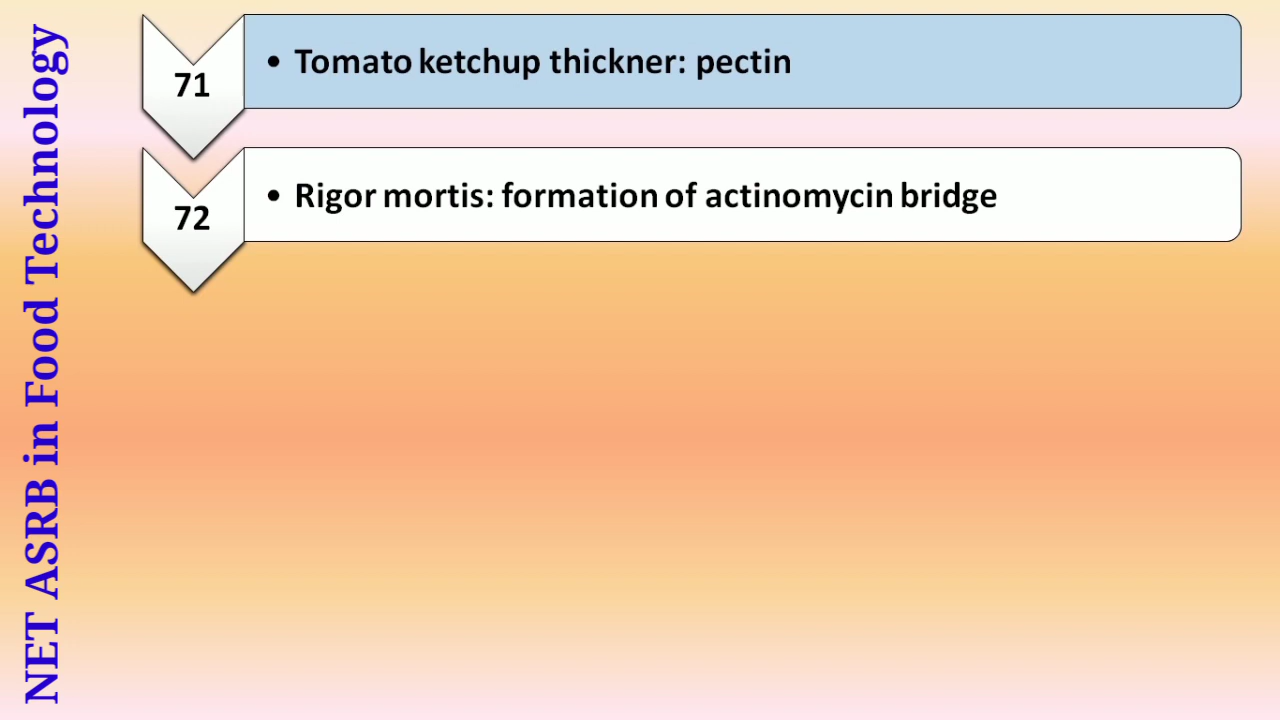 NET ASRB in Food Technology
71
• Tomato ketchup thickner: pectin
72
• Rigor mortis: formation of actinomycin bridge